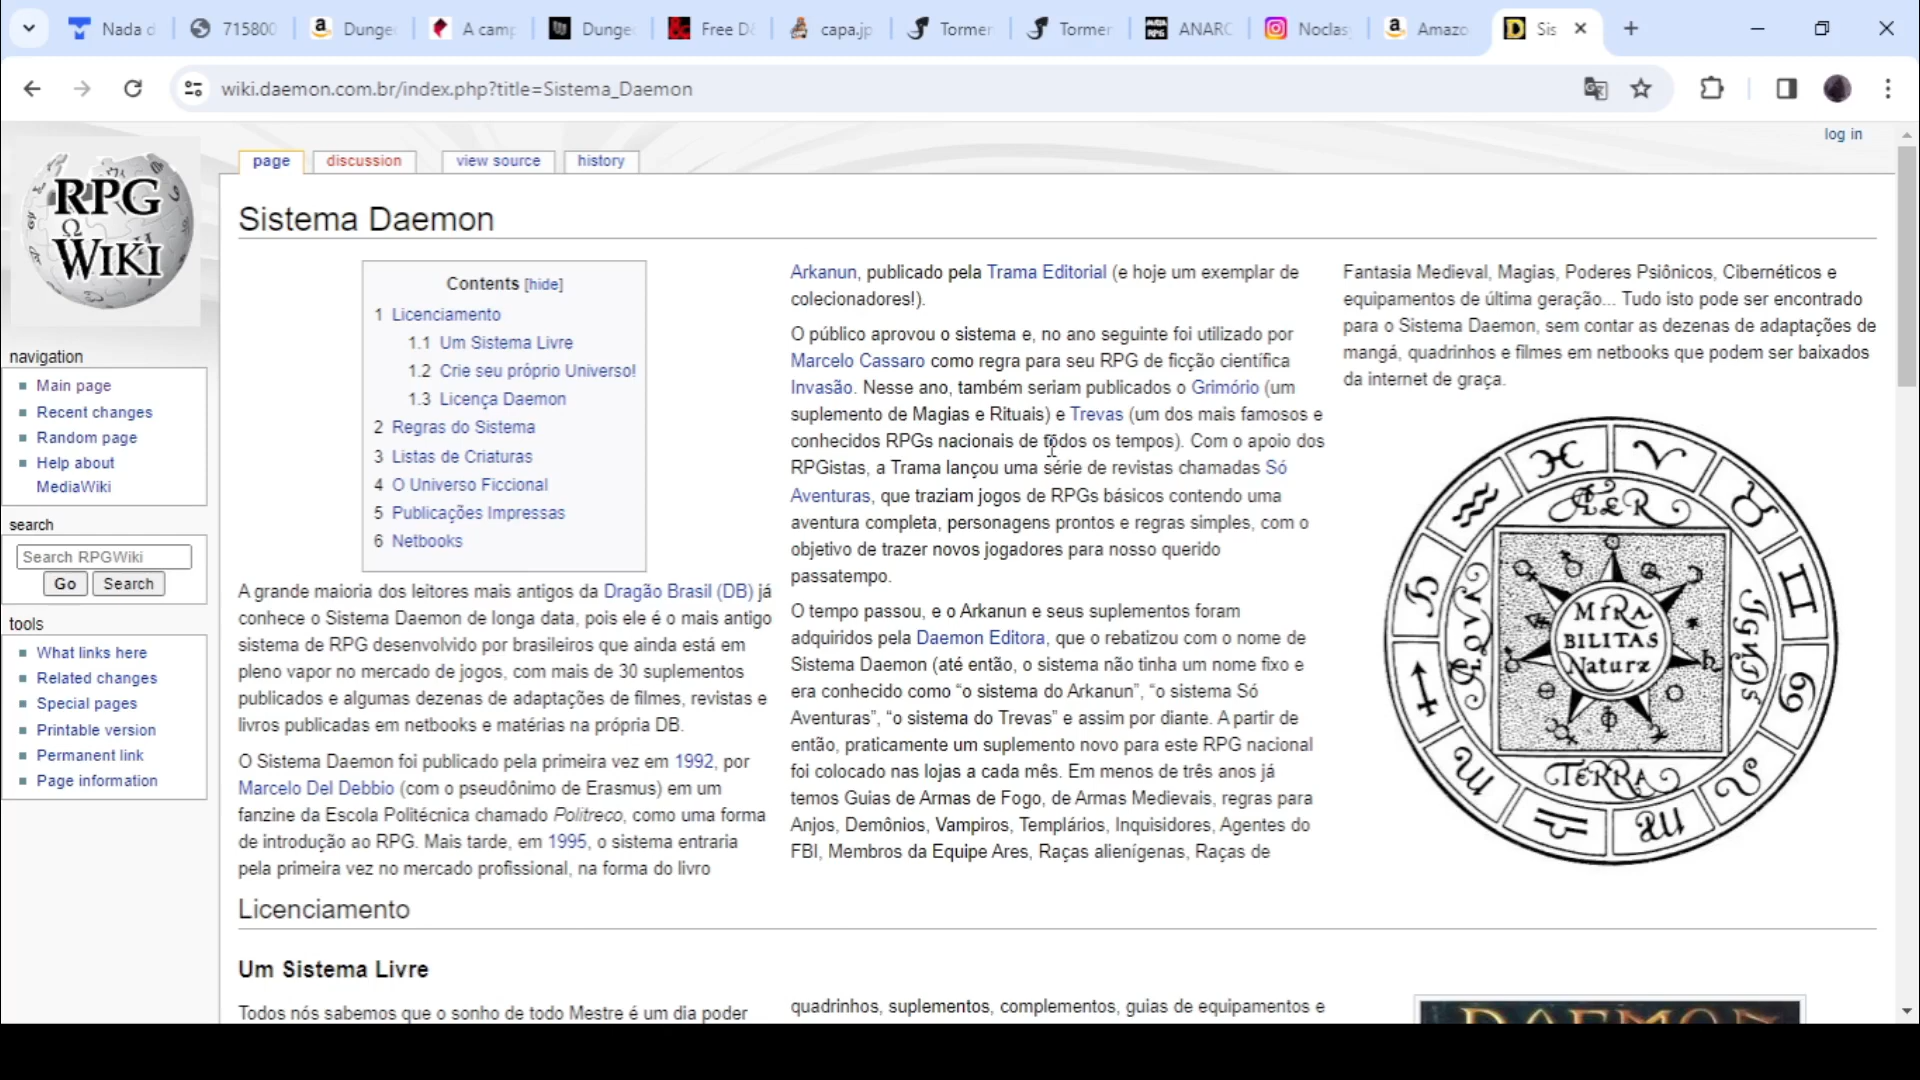 Nada d
715800
Dunge
A camp
Dunge
Free D&
capa.jp
Tormen
Tormen
ANARC
Noclas
Amazo
Sis
wiki.daemon.com.br/index.php?title=Sistema_Daemon
log in
page
discussion
view source
history
RPG
Ω
WIKI
navigation
Main page
Recent changes
Random page
Help about
MediaWiki
search
Search RPGWiki
Go
Search
tools
What links here
Related changes
Special pages
Printable version
Permanent link
Page information
Sistema Daemon
Contents [hide]
1 Licenciamento
1.1 Um Sistema Livre
1.2 Crie seu próprio Universo!
1.3 Licença Daemon
2 Regras do Sistema
3 Listas de Criaturas
4 O Universo Ficcional
5 Publicações Impressas
6 Netbooks
A grande maioria dos leitores mais antigos da Dragão Brasil (DB) já
conhece o Sistema Daemon de longa data, pois ele é o mais antigo
sistema de RPG desenvolvido por brasileiros que ainda está em
pleno vapor no mercado de jogos, com mais de 30 suplementos
publicados e algumas dezenas de adaptações de filmes, revistas e
livros publicadas em netbooks e matérias na própria DB.
O Sistema Daemon foi publicado pela primeira vez em 1992, por
Marcelo Del Debbio (com o pseudônimo de Erasmus) em um
fanzine da Escola Politécnica chamado Politreco, como uma forma
de introdução ao RPG. Mais tarde, em 1995, o sistema entraria
pela primeira vez no mercado profissional, na forma do livro
Arkanun, publicado pela Trama Editorial (e hoje um exemplar de
colecionadores!).
O público aprovou o sistema e, no ano seguinte foi utilizado por
Marcelo Cassaro como regra para seu RPG de ficção científica
Invasão. Nesse ano, também seriam publicados o Grimório (um
suplemento de Magias e Rituais) e Trevas (um dos mais famosos e
conhecidos RPGs nacionais de todos os tempos). Com o apoio dos
RPGistas, a Trama lançou uma série de revistas chamadas Só
Aventuras, que traziam jogos de RPGs básicos contendo uma
aventura completa, personagens prontos e regras simples, com o
objetivo de trazer novos jogadores para nosso querido
passatempo.
O tempo passou, e o Arkanun e seus suplementos foram
adquiridos pela Daemon Editora, que o rebatizou com o nome de
Sistema Daemon (até então, o sistema não tinha um nome fixo e
era conhecido como “o sistema do Arkanun”, “o sistema Só
Aventuras”, “o sistema do Trevas” e assim por diante. A partir de
então, praticamente um suplemento novo para este RPG nacional
foi colocado nas lojas a cada mês. Em menos de três anos já
temos Guias de Armas de Fogo, de Armas Medievais, regras para
Anjos, Demônios, Vampiros, Templários, Inquisidores, Agentes do
FBI, Membros da Equipe Ares, Raças alienígenas, Raças de
Fantasia Medieval, Magias, Poderes Psiônicos, Cibernéticos e
equipamentos de última geração... Tudo isto pode ser encontrado
para o Sistema Daemon, sem contar as dezenas de adaptações de
mangá, quadrinhos e filmes em netbooks que podem ser baixados
da internet de graça.
AER
IGNIS
AQVA
MIRA
BILITAS
Naturæ
TERRA
Licenciamento
Um Sistema Livre
Todos nós sabemos que o sonho de todo Mestre é um dia poder
quadrinhos, suplementos, complementos, guias de equipamentos e
DAEMON